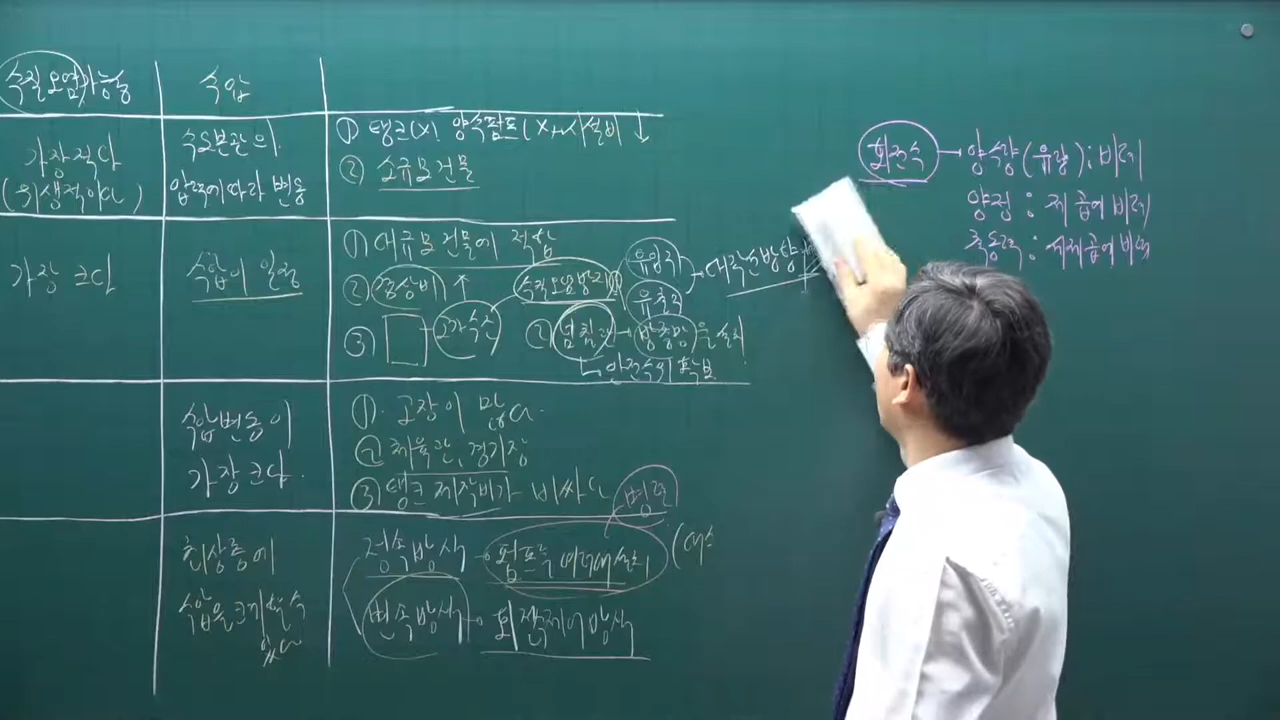 수질오염가능성 수압
가장적다
(위생적이다)
수도본관의
압력에따라 변동
① 탱크(X), 양수펌프(X)→시설비↓
② 소규모건물
가장 크다
수압이 일정
① 대규모건물에 적합
② 경상비↑
③ 고가수조
수질오염방지
① 유입구
유출구
대각선방향
② 넘침관→방충망을 설치
수압변동이
가장크다.
① 고장이 많다.
② 체육관, 경기장
③ 탱크 제작비가 비싸다
최상층의
수압을크게할수
있다
정속방식→펌프를 여러대설치
병렬
변속방식→회전제어방식
회전수→양수량(유량): 비례
양정: 제곱에 비례
축동력: 세제곱에 비례